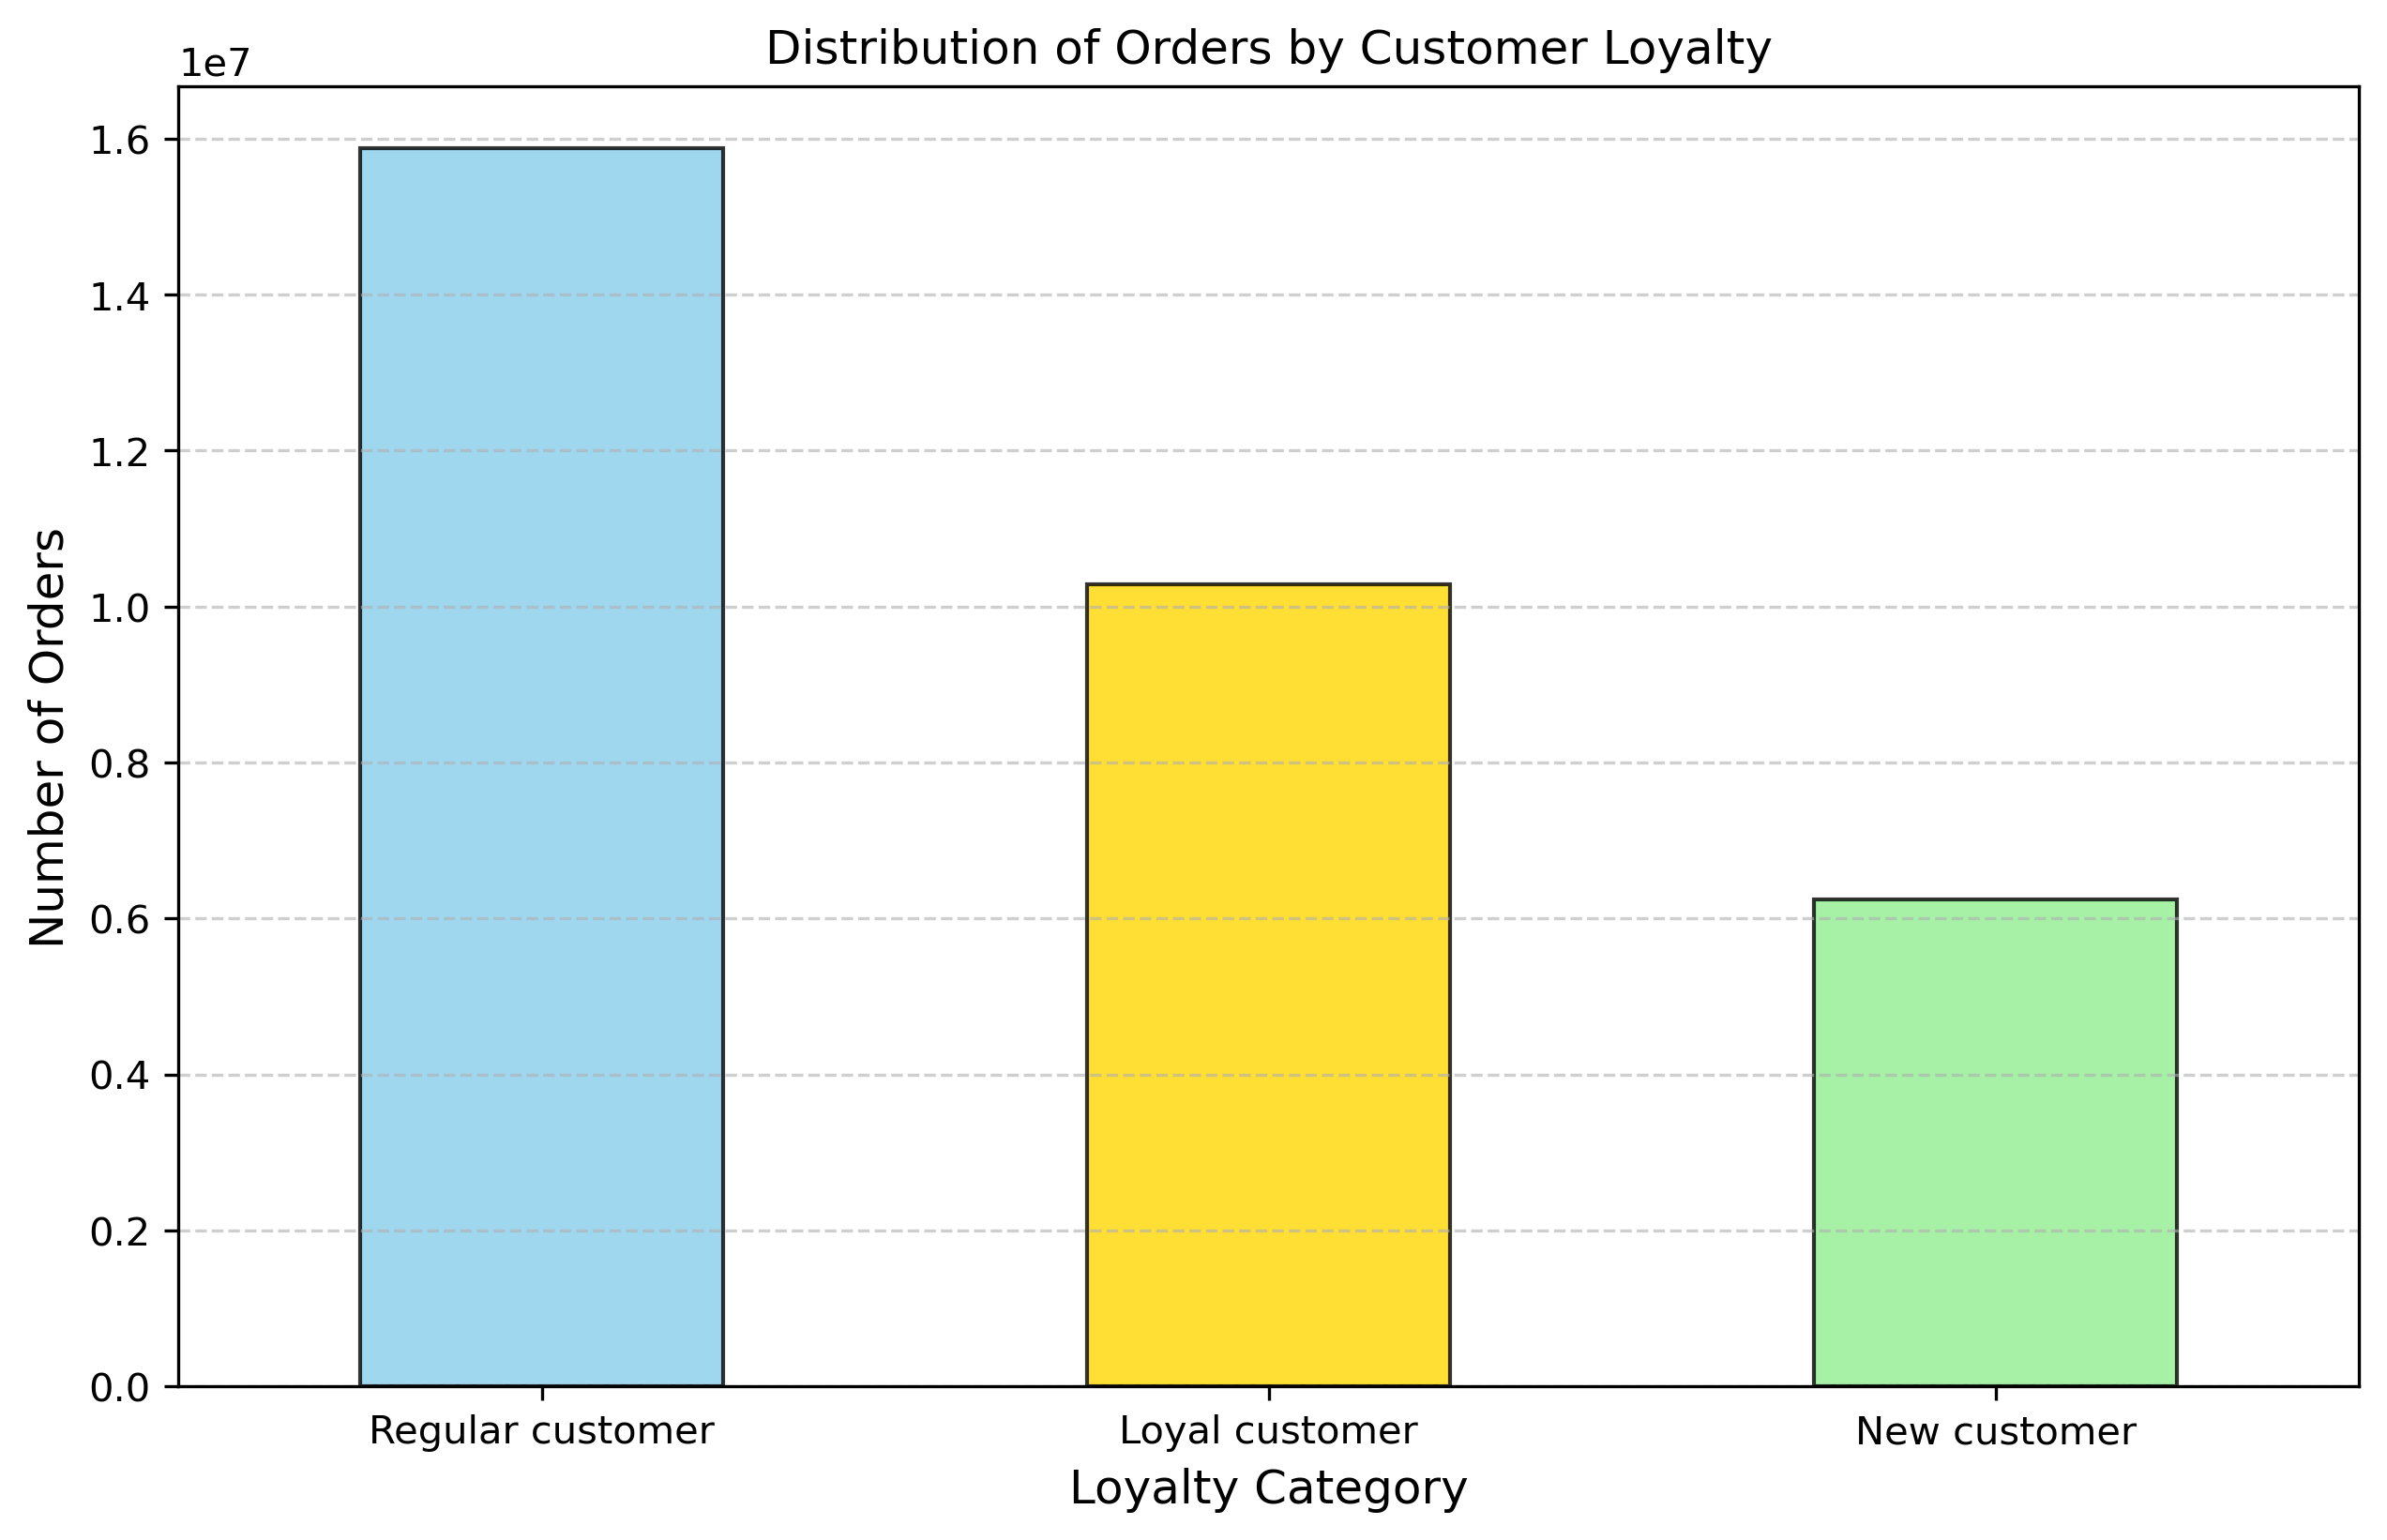 Distribution of Orders by Customer Loyalty
1e7
1.6
1.4
1.2
1.0
0.8
0.6
0.4
0.2
0.0
Number of Orders
Regular customer
Loyal customer
New customer
Loyalty Category